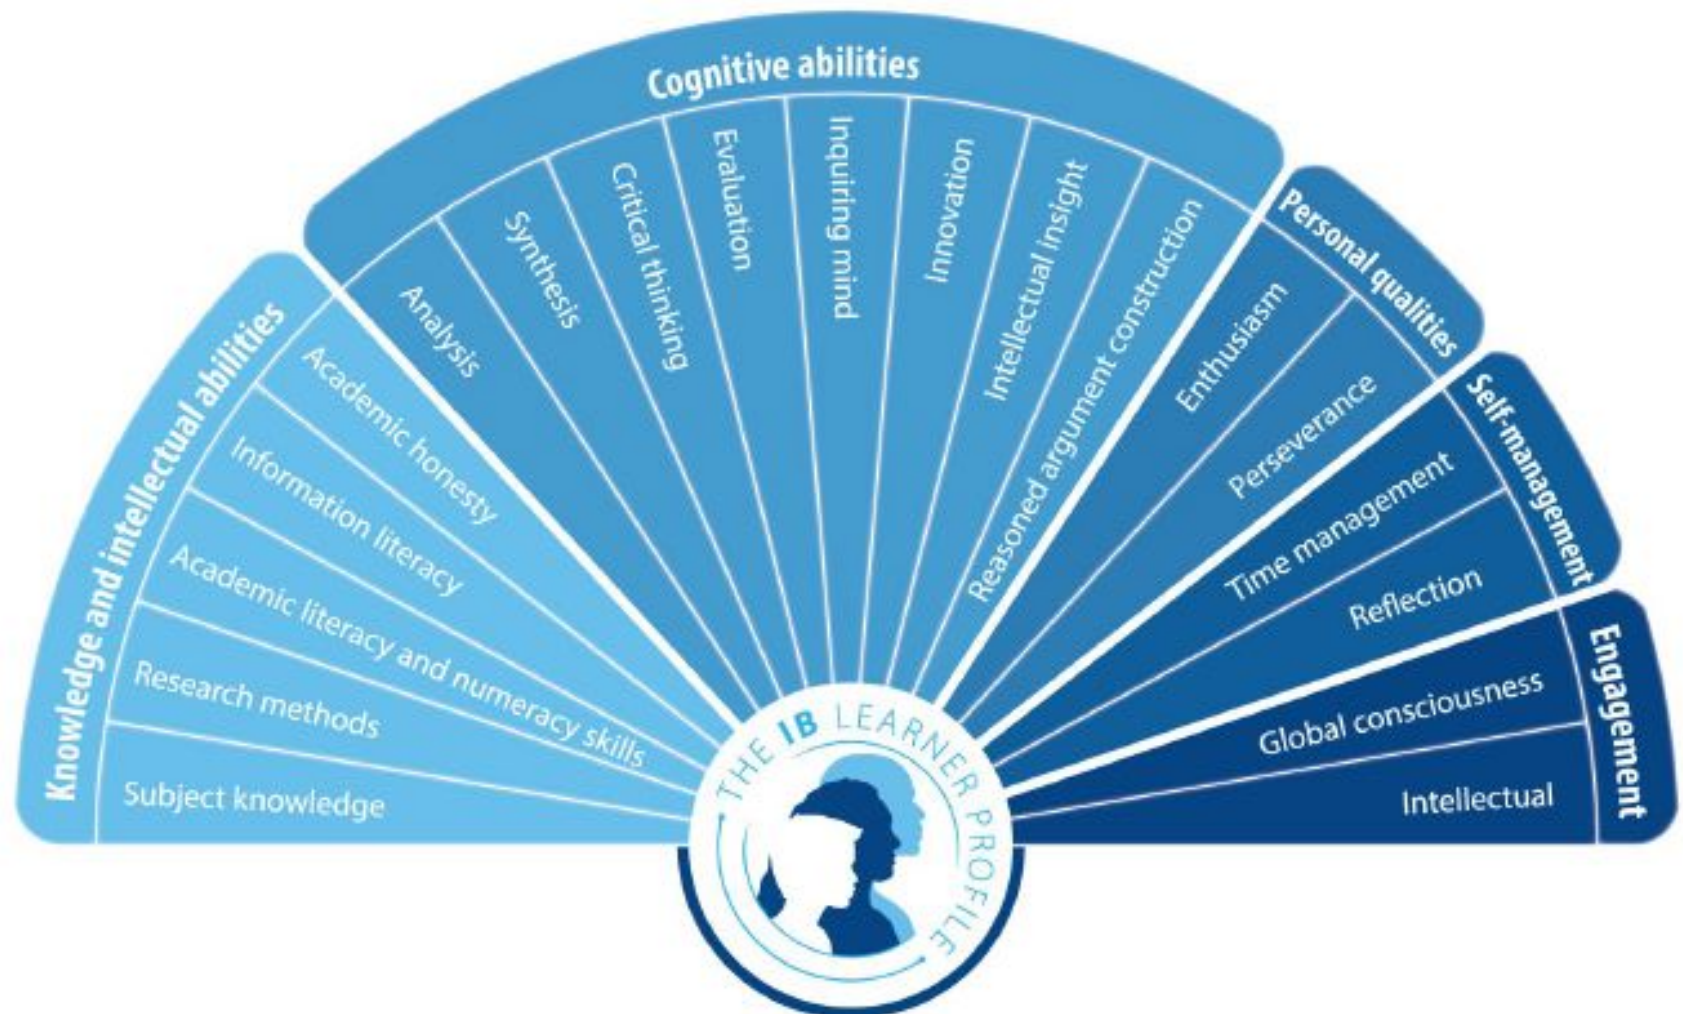 Knowledge and intellectual abilities
Subject knowledge
Research methods
Academic literacy and numeracy skills
Information literacy
Academic honesty
Cognitive abilities
Analysis
Synthesis
Critical thinking
Evaluation
Inquiring mind
Innovation
Intellectual insight
Reasoned argument construction
Personal qualities
Enthusiasm
Perseverance
Self-management
Time management
Reflection
Engagement
Global consciousness
Intellectual
THE IB LEARNER PROFILE